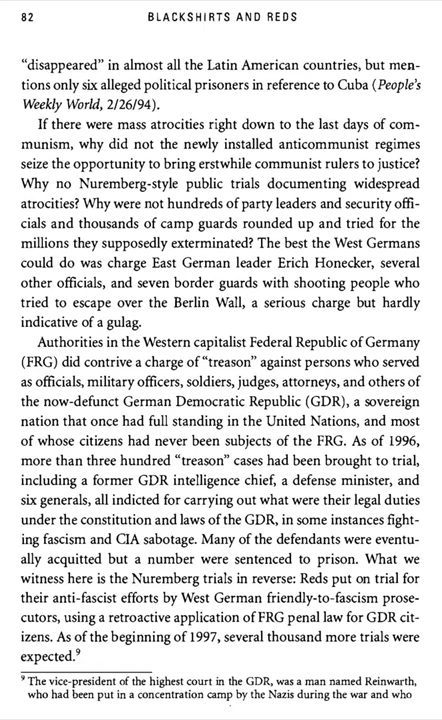 82 BLACKSHIRTS AND REDS
“disappeared” in almost all the Latin American countries, but men-
tions only six alleged political prisoners in reference to Cuba (People’s
Weekly World, 2/26/94).
If there were mass atrocities right down to the last days of com-
munism, why did not the newly installed anticommunist regimes
seize the opportunity to bring erstwhile communist rulers to justice?
Why no Nuremberg-style public trials documenting widespread
atrocities? Why were not hundreds of party leaders and security offi-
cials and thousands of camp guards rounded up and tried for the
millions they supposedly exterminated? The best the West Germans
could do was charge East German leader Erich Honecker, several
other officials, and seven border guards with shooting people who
tried to escape over the Berlin Wall, a serious charge but hardly
indicative of a gulag.
Authorities in the Western capitalist Federal Republic of Germany
(FRG) did contrive a charge of “treason” against persons who served
as officials, military officers, soldiers, judges, attorneys, and others of
the now-defunct German Democratic Republic (GDR), a sovereign
nation that once had full standing in the United Nations, and most
of whose citizens had never been subjects of the FRG. As of 1996,
more than three hundred “treason” cases had been brought to trial,
including a former GDR intelligence chief, a defense minister, and
six generals, all indicted for carrying out what were their legal duties
under the constitution and laws of the GDR, in some instances fight-
ing fascism and CIA sabotage. Many of the defendants were eventu-
ally acquitted but a number were sentenced to prison. What we
witness here is the Nuremberg trials in reverse: Reds put on trial for
their anti-fascist efforts by West German friendly-to-fascism prose-
cutors, using a retroactive application of FRG penal law for GDR cit-
izens. As of the beginning of 1997, several thousand more trials were
expected.⁹
⁹ The vice-president of the highest court in the GDR, was a man named Reinwarth,
who had been put in a concentration camp by the Nazis during the war and who